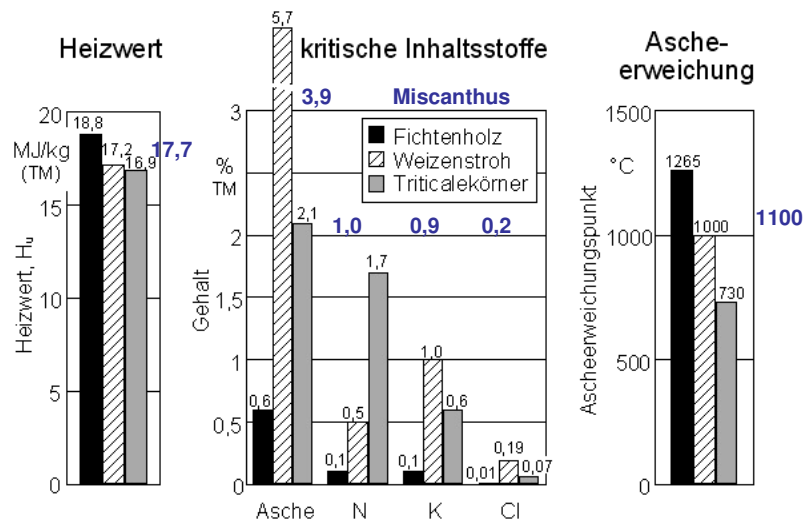 Heizwert
20
18,8
MJ/kg
(TM)
17,2
16,9
17,7
15
10
5
0
Heizwert, Hu
kritische Inhaltsstoffe
5,7
3
3,9
Miscanthus
Fichtenholz
Weizenstroh
Triticalekörner
%
TM
2
2,1
1,0
0,9
0,2
1,7
1,5
1
1,0
0,5
0,6
0,5
0,6
0,1
0,1
0,01
0,19
0,07
0
Gehalt
Asche
N
K
Cl
Asche-
erweichung
1500
°C
1265
1000
1000
1100
730
500
0
Ascheerweichungspunkt